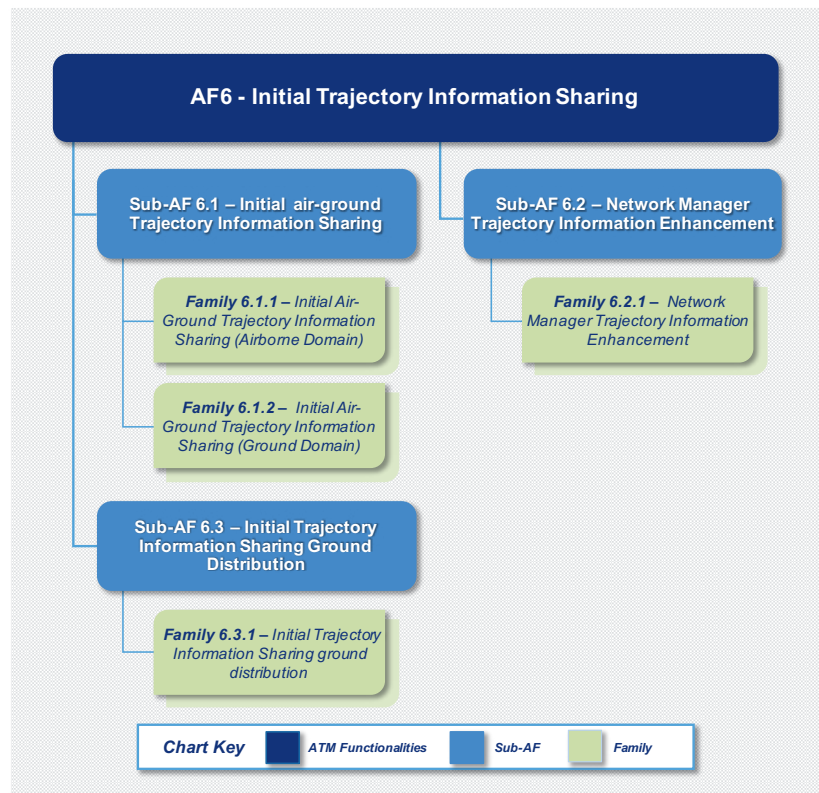 AF6 - Initial Trajectory Information Sharing
Sub-AF 6.1 – Initial air-ground
Trajectory Information Sharing
Family 6.1.1 – Initial Air-
Ground Trajectory Information
Sharing (Airborne Domain)
Family 6.1.2 – Initial Air-
Ground Trajectory Information
Sharing (Ground Domain)
Sub-AF 6.2 – Network Manager
Trajectory Information Enhancement
Family 6.2.1 – Network
Manager Trajectory Information
Enhancement
Sub-AF 6.3 – Initial Trajectory
Information Sharing Ground
Distribution
Family 6.3.1 – Initial Trajectory
Information Sharing ground
distribution
Chart Key ATM Functionalities Sub-AF Family